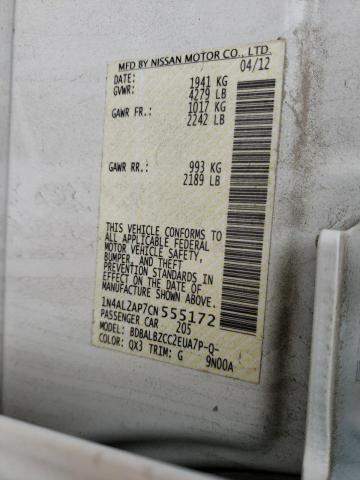 MFD BY NISSAN MOTOR CO., LTD.
DATE: 04/12
GVWR: 1941 KG
4279 LB
GAWR FR.: 1017 KG
2242 LB
GAWR RR.: 993 KG
2189 LB
THIS VEHICLE CONFORMS TO
ALL APPLICABLE FEDERAL
MOTOR VEHICLE SAFETY,
BUMPER, AND THEFT
PREVENTION STANDARDS IN
EFFECT ON THE DATE OF
MANUFACTURE SHOWN ABOVE.
1N4AL2AP7CN555172
PASSENGER CAR 205
MODEL: BDBALBZCC2EUA7P-Q-
COLOR: QX3 TRIM: G 9N00A